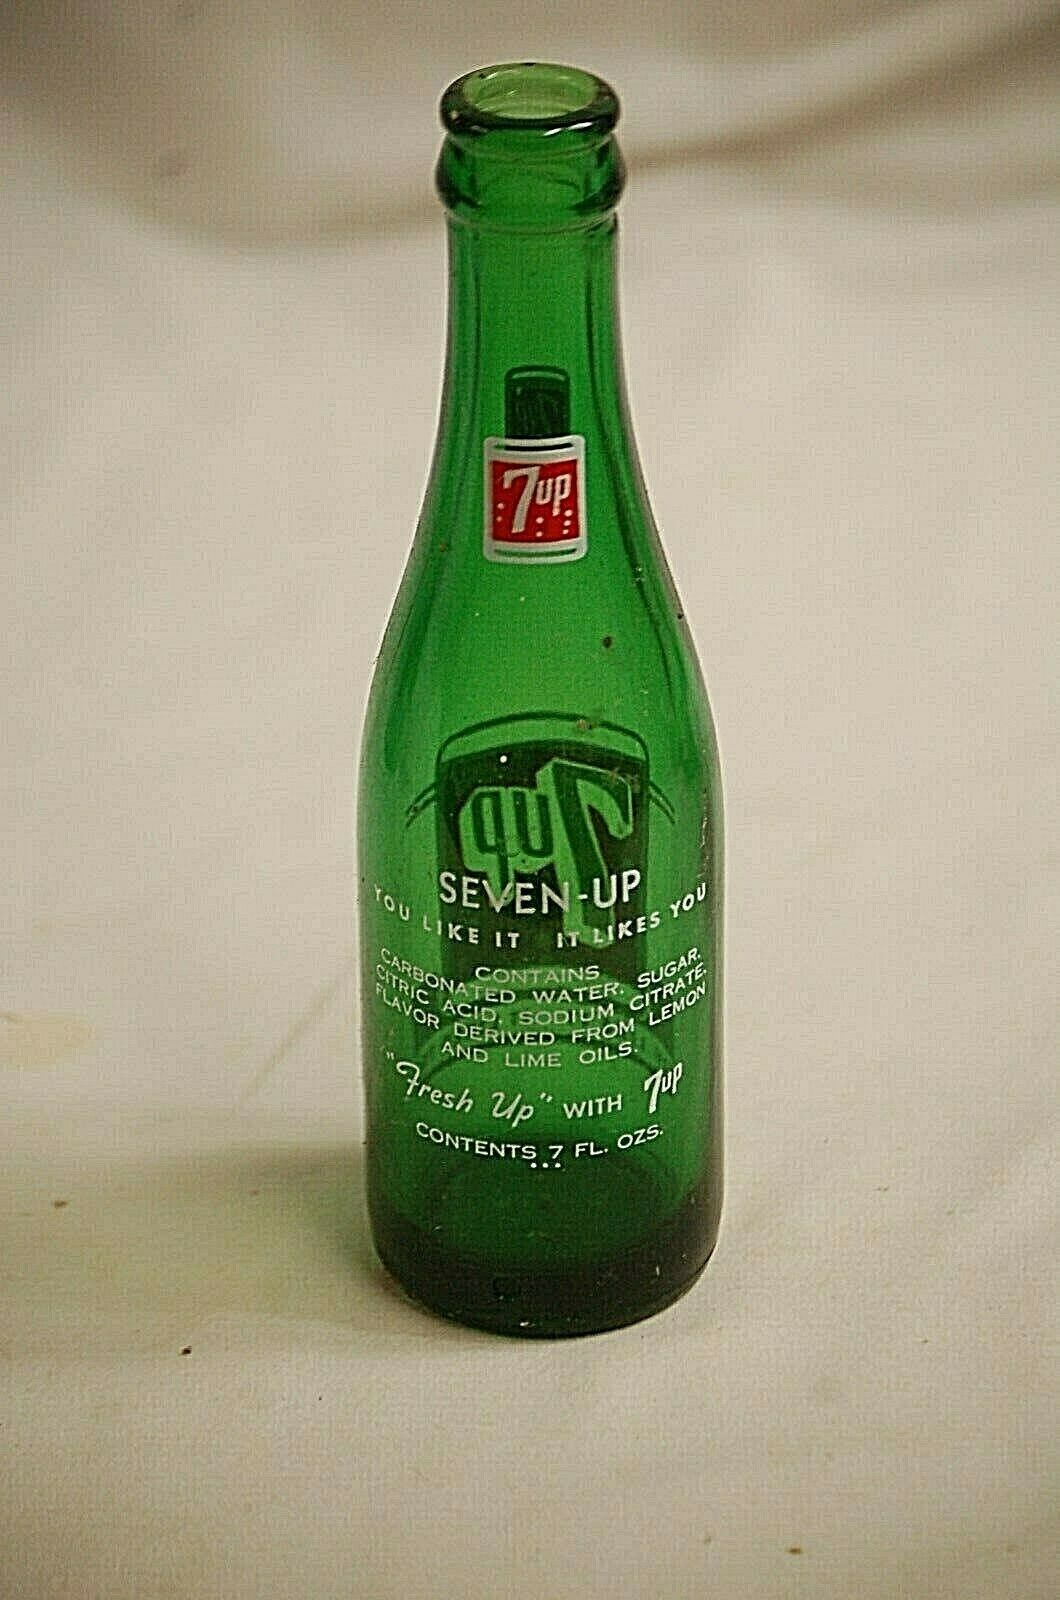 7up
SEVEN-UP
YOU LIKE IT IT LIKES YOU
CONTAINS
CARBONATED WATER, SUGAR,
CITRIC ACID, SODIUM CITRATE,
FLAVOR DERIVED FROM LEMON
AND LIME OILS.
"Fresh Up" WITH 7up
CONTENTS 7 FL. OZS.
7up